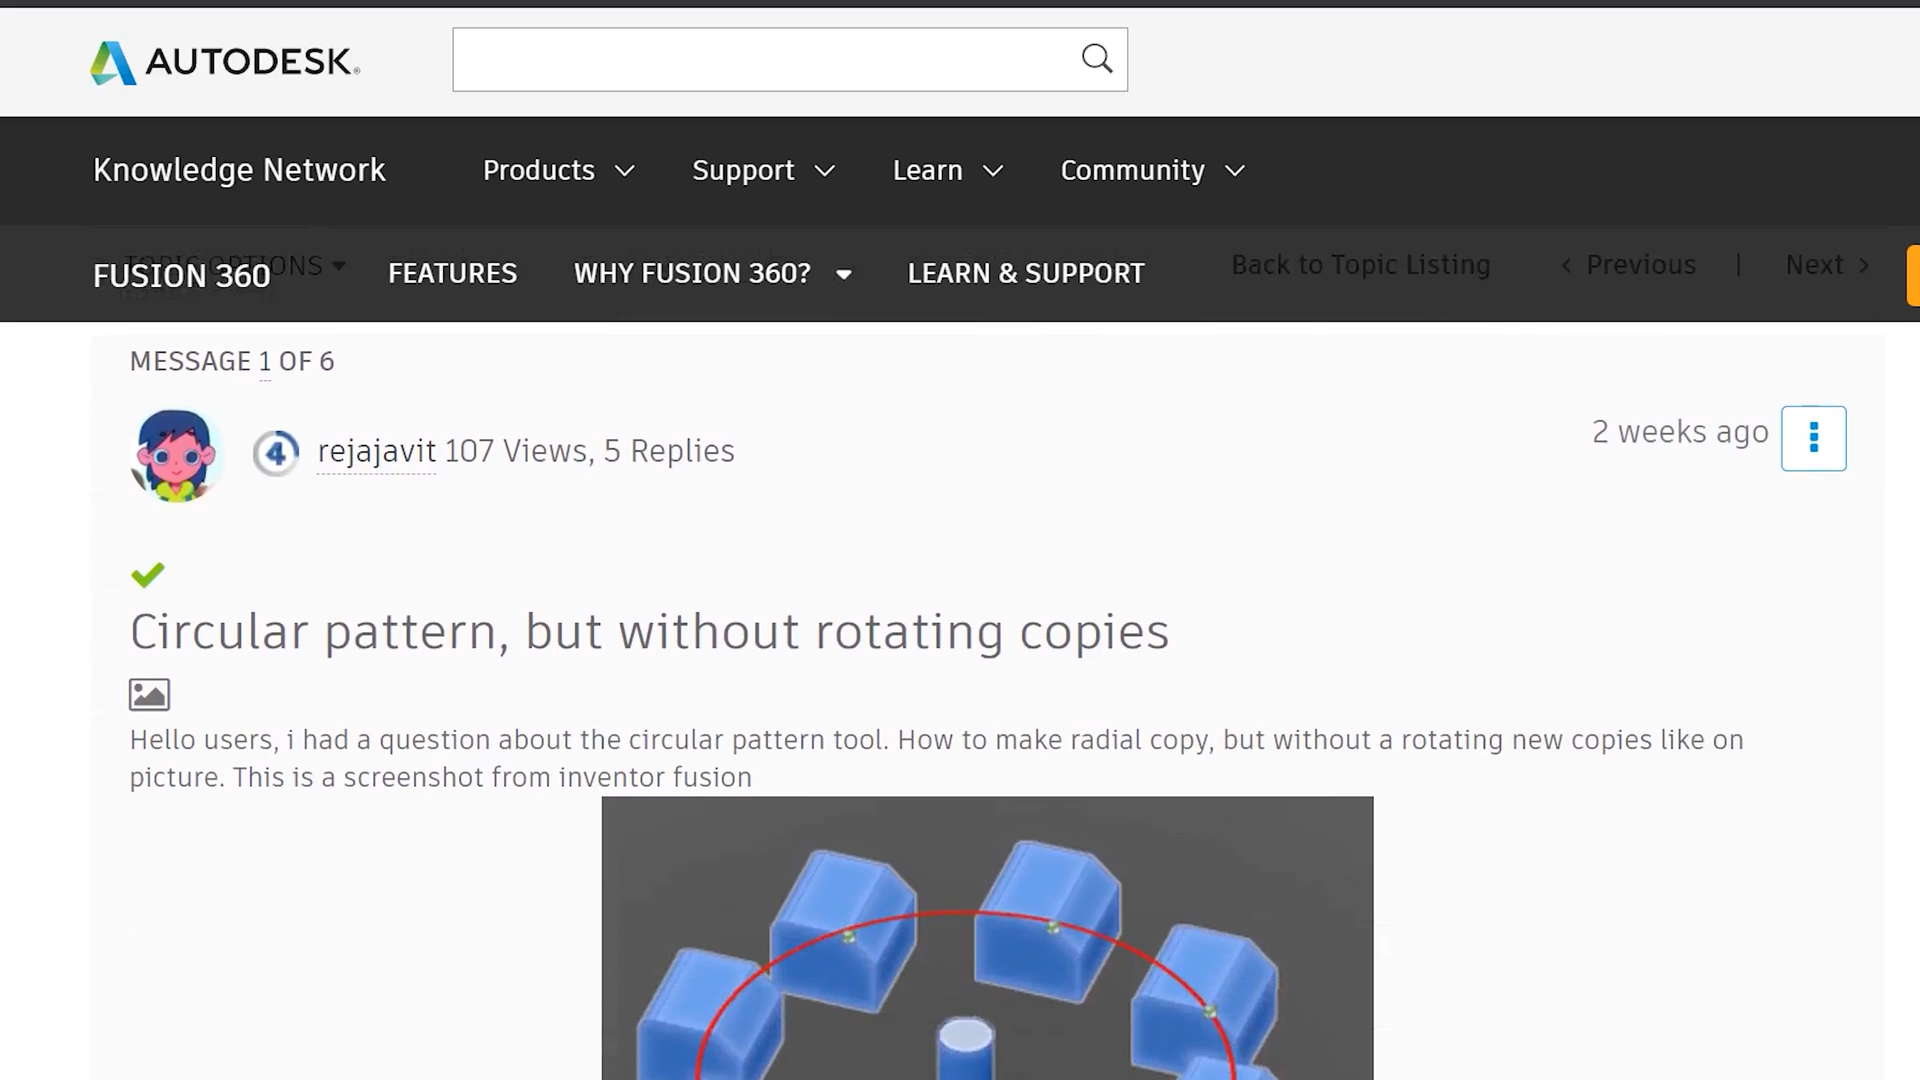 AUTODESK®
Knowledge Network Products Support Learn Community
TOPIC OPTIONS
FUSION 360 FEATURES WHY FUSION 360? LEARN & SUPPORT Back to Topic Listing Previous | Next
MESSAGE 1 OF 6
4 rejajavit 107 Views, 5 Replies
2 weeks ago
Circular pattern, but without rotating copies
Hello users, i had a question about the circular pattern tool. How to make radial copy, but without a rotating new copies like on
picture. This is a screenshot from inventor fusion